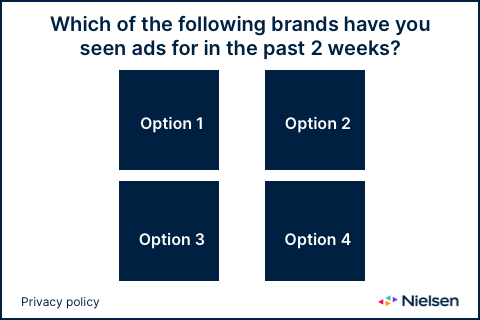 Which of the following brands have you
seen ads for in the past 2 weeks?
Option 1
Option 2
Option 3
Option 4
Privacy policy
Nielsen